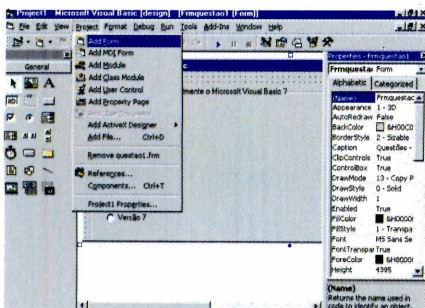 Project1 - Microsoft Visual Basic [design] - [Frmquestao1 (Form)]
File Edit View Project Format Debug Run Tools Add-Ins Window Help
General
Add Form
Add MDI Form
Add Module
Add Class Module
Add User Control
Add Property Page
Add ActiveX Designer
Add File... Ctrl+D
Remove questao1.frm
References...
Components... Ctrl+T
Project1 Properties...
mente o Microsoft Visual Basic ?
Versão 7
Properties - Frmquestao1
Frmquestao Form
Alphabetic Categorized
(Name) Frmquestao
Appearance 1 - 3D
AutoRedraw False
BackColor &H00C0
BorderStyle 2 - Sizable
Caption Questões -
ClipControls True
ControlBox True
DrawMode 13 - Copy P
DrawStyle 0 - Solid
DrawWidth 1
Enabled True
FillColor &H0000
FillStyle 1 - Transpa
Font MS Sans Se
FontTranspar True
ForeColor &H8000
Height 4395
(Name)
Returns the name used in
code to identify an object.